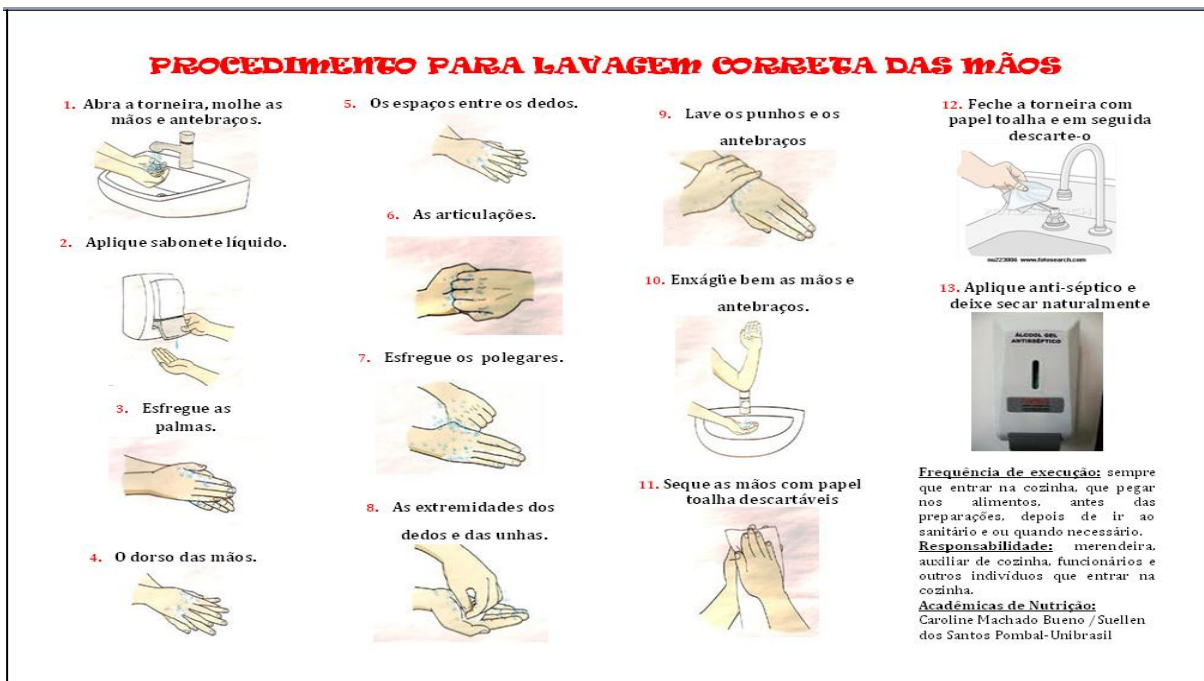 PROCEDIMENTO PARA LAVAGEM CORRETA DAS MÃOS
1. Abra a torneira, molhe as
mãos e antebraços.
2. Aplique sabonete líquido.
3. Esfregue as
palmas.
4. O dorso das mãos.
5. Os espaços entre os dedos.
6. As articulações.
7. Esfregue os polegares.
8. As extremidades dos
dedos e das unhas.
9. Lave os punhos e os
antebraços
10. Enxágüe bem as mãos e
antebraços.
11. Seque as mãos com papel
toalha descartáveis
12. Feche a torneira com
papel toalha e em seguida
descarte-o
nu223006 www.fotosearch.com
13. Aplique anti-séptico e
deixe secar naturalmente
ÁLCOOL GEL
ANTISSÉPTICO
Frequência de execução: sempre
que entrar na cozinha, que pegar
nos alimentos, antes das
preparações, depois de ir ao
sanitário e ou quando necessário.
Responsabilidade: merendeira,
auxiliar de cozinha, funcionários e
outros indivíduos que entrar na
cozinha.
Acadêmicas de Nutrição:
Caroline Machado Bueno /Suellen
dos Santos Pombal-Unibrasil